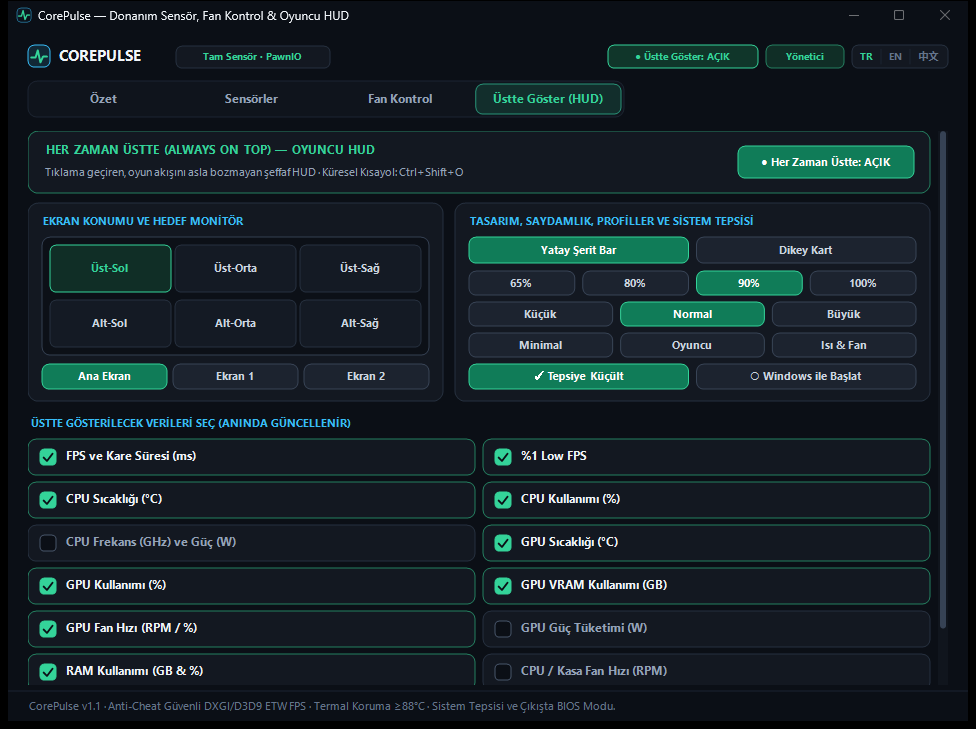 CorePulse — Donanım Sensör, Fan Kontrol & Oyuncu HUD
COREPULSE
Tam Sensör · PawnIO
● Üstte Göster: AÇIK
Yönetici
TR EN 中文
Özet Sensörler Fan Kontrol Üstte Göster (HUD)
HER ZAMAN ÜSTTE (ALWAYS ON TOP) — OYUNCU HUD
Tıklama geçiren, oyun akışını asla bozmayan şeffaf HUD · Küresel Kısayol: Ctrl+Shift+O
● Her Zaman Üstte: AÇIK
EKRAN KONUMU VE HEDEF MONİTÖR
Üst-Sol Üst-Orta Üst-Sağ
Alt-Sol Alt-Orta Alt-Sağ
Ana Ekran Ekran 1 Ekran 2
TASARIM, SAYDAMLIK, PROFİLLER VE SİSTEM TEPSİSİ
Yatay Şerit Bar Dikey Kart
65% 80% 90% 100%
Küçük Normal Büyük
Minimal Oyuncu Isı & Fan
✓ Tepsiye Küçült ○ Windows ile Başlat
ÜSTTE GÖSTERİLECEK VERİLERİ SEÇ (ANINDA GÜNCELLENİR)
FPS ve Kare Süresi (ms) %1 Low FPS
CPU Sıcaklığı (°C) CPU Kullanımı (%)
CPU Frekans (GHz) ve Güç (W) GPU Sıcaklığı (°C)
GPU Kullanımı (%) GPU VRAM Kullanımı (GB)
GPU Fan Hızı (RPM / %) GPU Güç Tüketimi (W)
RAM Kullanımı (GB & %) CPU / Kasa Fan Hızı (RPM)
CorePulse v1.1 · Anti-Cheat Güvenli DXGI/D3D9 ETW FPS · Termal Koruma ≥88°C · Sistem Tepsisi ve Çıkışta BIOS Modu.